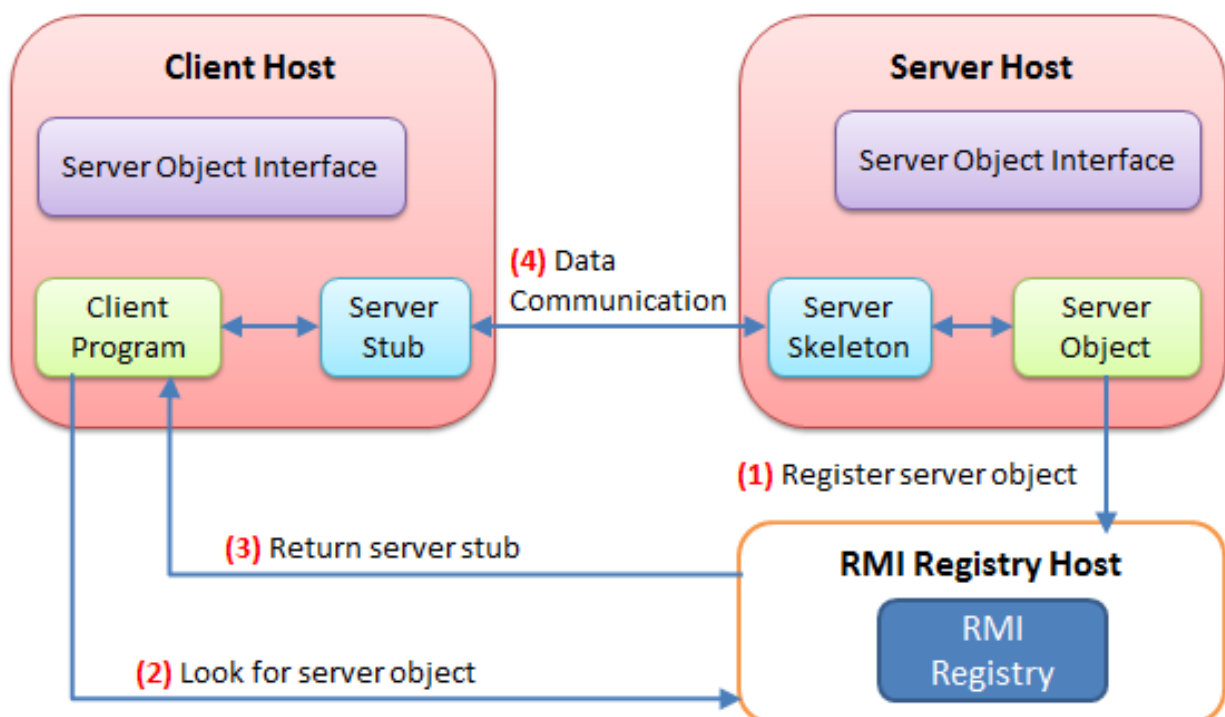 Client Host
Server Object Interface
Client
Program
Server
Stub
(4) Data
Communication
Server Host
Server Object Interface
Server
Skeleton
Server
Object
(1) Register server object
(3) Return server stub
(2) Look for server object
RMI Registry Host
RMI
Registry